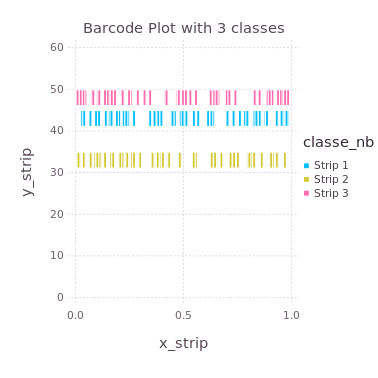 Barcode Plot with 3 classes
60
50
40
30
20
10
0
y_strip
0.0
0.5
1.0
x_strip
classe_nb
Strip 1
Strip 2
Strip 3